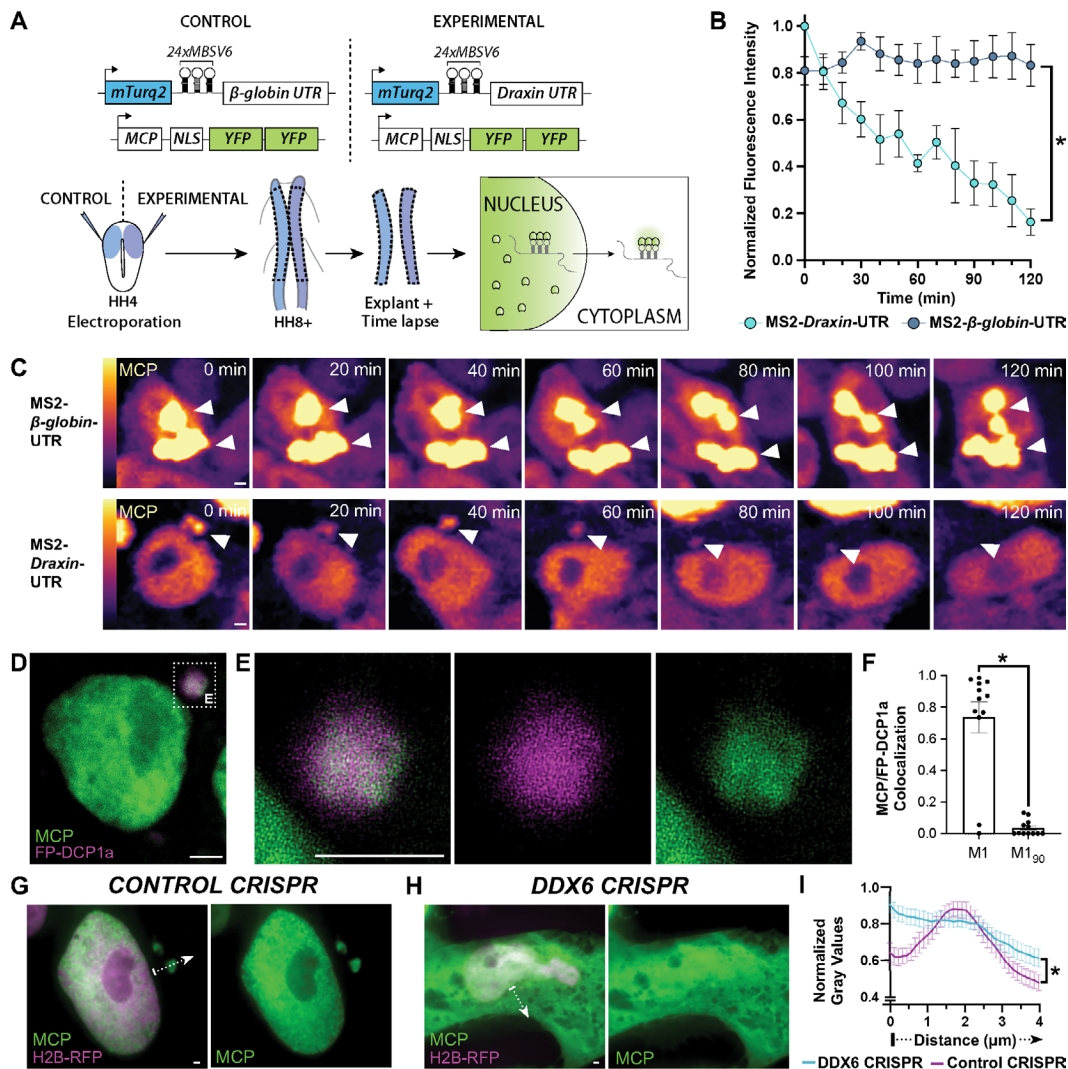 A
CONTROL
EXPERIMENTAL
24xMBSV6
24xMBSV6
mTurq2
β-globin UTR
mTurq2
Draxin UTR
MCP NLS YFP YFP
MCP NLS YFP YFP
CONTROL
EXPERIMENTAL
HH4
Electroporation
HH8+
Explant +
Time lapse
NUCLEUS
CYTOPLASM
B
Normalized Fluorescence Intensity
1.0
0.8
0.6
0.4
0.2
0.0
0 20 40 60 80 100 120
Time (min)
*
MS2-Draxin-UTR MS2-β-globin-UTR
C
MS2-
β-globin-
UTR
MCP 0 min 20 min 40 min 60 min 80 min 100 min 120 min
MS2-
Draxin-
UTR
MCP 0 min 20 min 40 min 60 min 80 min 100 min 120 min
D
E
MCP
FP-DCP1a
E
F
MCP/FP-DCP1a
Colocalization
1.0
0.8
0.6
0.4
0.2
0.0
*
M1 M190
G CONTROL CRISPR
MCP
H2B-RFP
MCP
H DDX6 CRISPR
MCP
H2B-RFP
MCP
I
Normalized
Gray Values
1.0
0.8
0.6
0.4
0 1 2 3 4
*
Distance (μm)
DDX6 CRISPR Control CRISPR